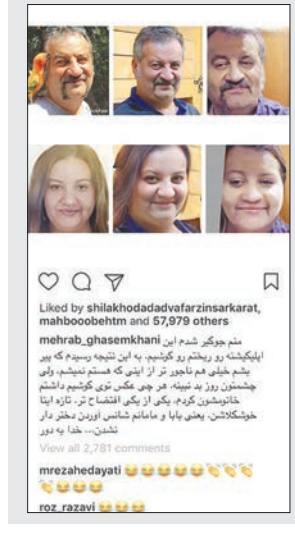 Liked by shilakhodadadvafarzinsarkarat,
mahbooobehtm and 57,979 others
mehrab_ghasemkhani منم جوگیر شدم این
اپلیکیشنه رو ریختم رو گوشیم. به این نتیجه رسیدم که پیر
بشم خیلی هم ناجور تر از اینی که هستم نمیشم. ولی
چشمتون روز بد نبینه. هر چی عکس توی گوشیم داشتم
خانومشون کردم. یکی از یکی افتضاح تر. تازه اینا
خوشگلاشن. یعنی بابا و مامانم شانس آوردن دختر دار
نشدن... خدا به دور
View all 2,781 comments
mrezahedayati 😂😂😂😂😂👏👏👏
👏😂😂😂
roz_razavi 😂😂😂